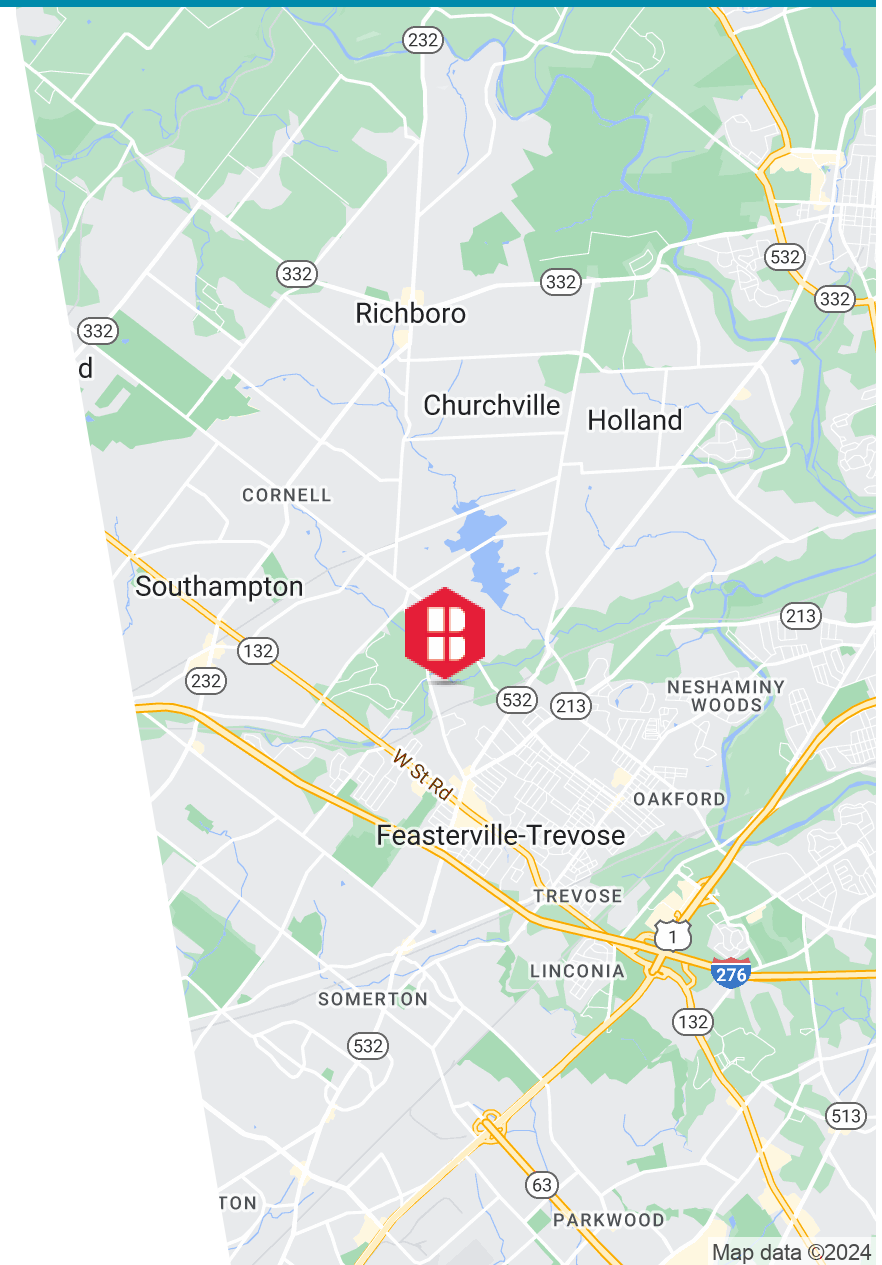 232
532
332
332
332
Richboro
332
332
d
Churchville
Holland
CORNELL
Southampton
213
132
232
NESHAMINY
WOODS
532
213
W St Rd
OAKFORD
Feasterville-Trevose
TREVOSE
1
LINCONIA
276
SOMERTON
132
532
513
63
TON
PARKWOOD
Map data ©2024